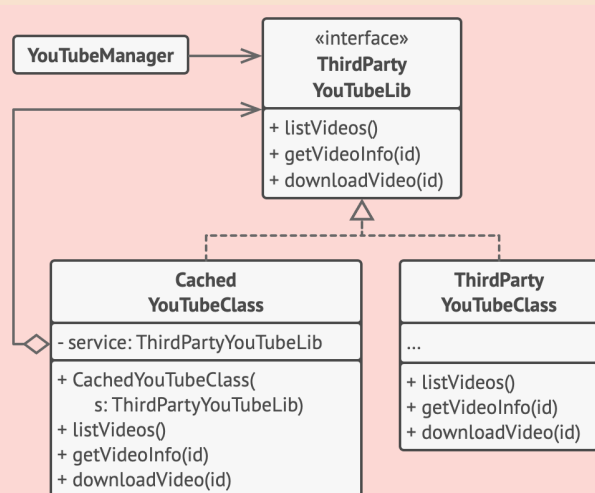 YouTubeManager
«interface»
ThirdParty
YouTubeLib
+ listVideos()
+ getVideoInfo(id)
+ downloadVideo(id)
Cached
YouTubeClass
- service: ThirdPartyYouTubeLib
+ CachedYouTubeClass(
s: ThirdPartyYouTubeLib)
+ listVideos()
+ getVideoInfo(id)
+ downloadVideo(id)
ThirdParty
YouTubeClass
...
+ listVideos()
+ getVideoInfo(id)
+ downloadVideo(id)